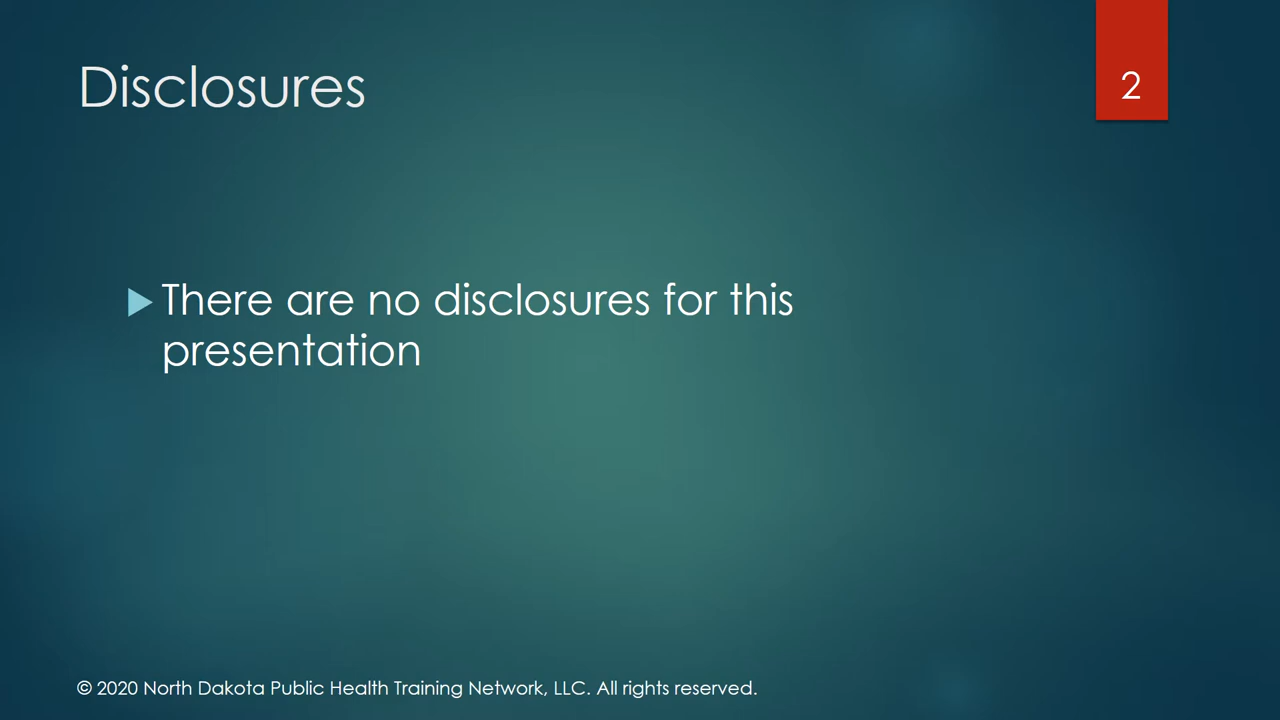 Disclosures
2
There are no disclosures for this
presentation
© 2020 North Dakota Public Health Training Network, LLC. All rights reserved.